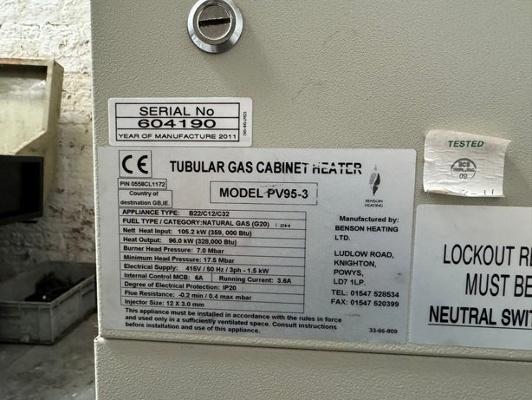 SERIAL No
604190
YEAR OF MANUFACTURE 2011
CE
TUBULAR GAS CABINET HEATER
PIN 0558CL1172
Country of
destination GB,IE.
MODEL PV95-3
BENSON
HEATING
APPLIANCE TYPE: B22/C12/C32
FUEL TYPE / CATEGORY:NATURAL GAS (G20)
Nett Heat Input: 105.2 kW (359, 000 Btu)
Heat Output: 96.0 kW (328,000 Btu)
Burner Head Pressure: 7.0 Mbar
Minimum Head Pressure: 17.5 Mbar
Electrical Supply: 415V / 50 Hz / 3ph - 1.5 kW
Internal Control MCB: 6A Running Current: 3.6A
Degree of Electrical Protection: IP20
Flue Resistance: -0.2 min / 0.4 max mbar
Injector Size: 12 X 3.0 mm
This appliance must be installed in accordance with the rules in force
and used only in a sufficiently ventilated space. Consult instructions
before installation and use of this appliance.
Manufactured by:
BENSON HEATING
LTD.
LUDLOW ROAD,
KNIGHTON,
POWYS,
LD7 1LP.
TEL: 01547 528534
FAX: 01547 520399
33-66-009
TESTED
09
LOCKOUT RE
MUST BE
NEUTRAL SWIT